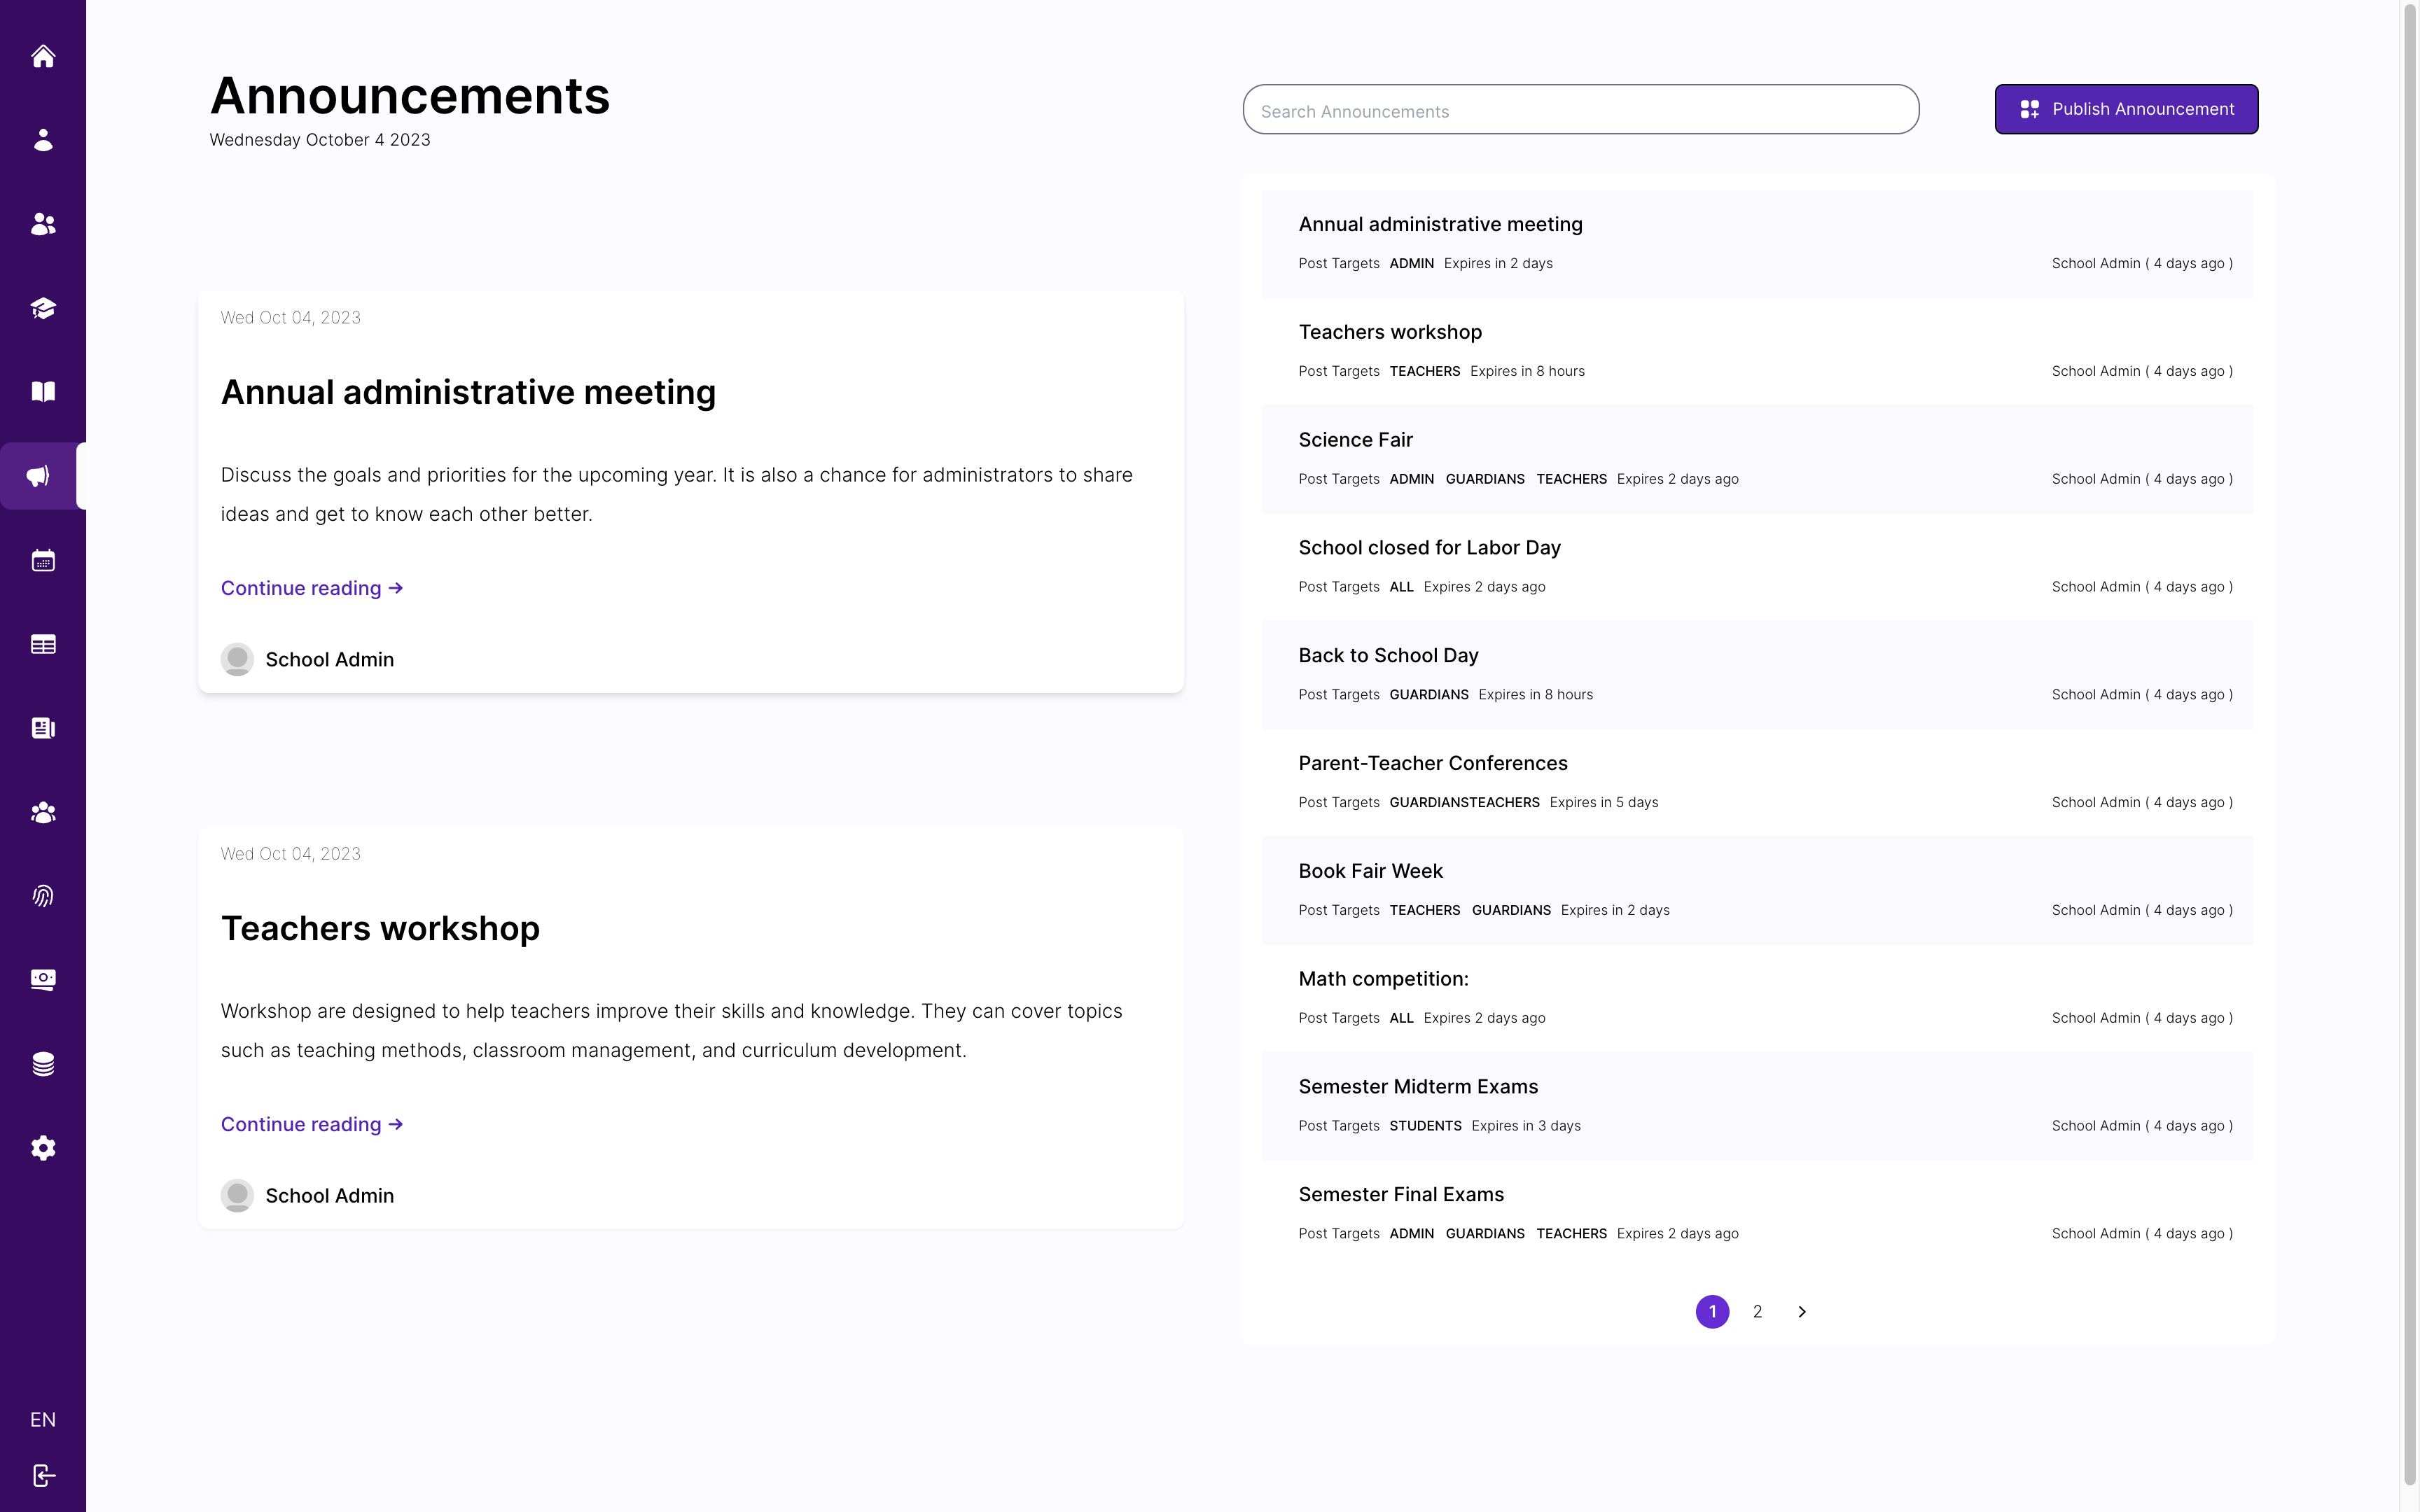 Announcements
Wednesday October 4 2023
Search Announcements
Publish Announcement
Wed Oct 04, 2023
Annual administrative meeting
Discuss the goals and priorities for the upcoming year. It is also a chance for administrators to share
ideas and get to know each other better.
Continue reading →
School Admin
Wed Oct 04, 2023
Teachers workshop
Workshop are designed to help teachers improve their skills and knowledge. They can cover topics
such as teaching methods, classroom management, and curriculum development.
Continue reading →
School Admin
Annual administrative meeting
Post Targets ADMIN Expires in 2 days School Admin ( 4 days ago )
Teachers workshop
Post Targets TEACHERS Expires in 8 hours School Admin ( 4 days ago )
Science Fair
Post Targets ADMIN GUARDIANS TEACHERS Expires 2 days ago School Admin ( 4 days ago )
School closed for Labor Day
Post Targets ALL Expires 2 days ago School Admin ( 4 days ago )
Back to School Day
Post Targets GUARDIANS Expires in 8 hours School Admin ( 4 days ago )
Parent-Teacher Conferences
Post Targets GUARDIANSTEACHERS Expires in 5 days School Admin ( 4 days ago )
Book Fair Week
Post Targets TEACHERS GUARDIANS Expires in 2 days School Admin ( 4 days ago )
Math competition:
Post Targets ALL Expires 2 days ago School Admin ( 4 days ago )
Semester Midterm Exams
Post Targets STUDENTS Expires in 3 days School Admin ( 4 days ago )
Semester Final Exams
Post Targets ADMIN GUARDIANS TEACHERS Expires 2 days ago School Admin ( 4 days ago )
1 2
EN